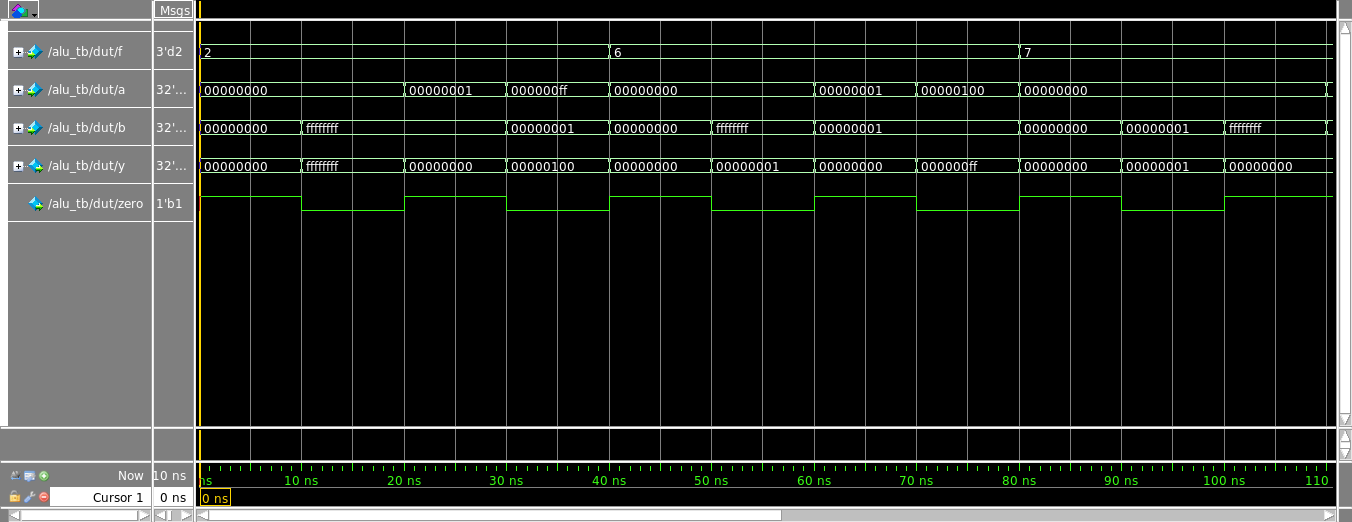 Msgs
/alu_tb/dut/f 3'd2 2 6 7
/alu_tb/dut/a 32'... 00000000 00000001 000000ff 00000000 00000001 00000100 00000000
/alu_tb/dut/b 32'... 00000000 ffffffff 00000001 00000000 ffffffff 00000001 00000000 00000001 ffffffff
/alu_tb/dut/y 32'... 00000000 ffffffff 00000000 00000100 00000000 00000001 00000000 000000ff 00000000 00000001 00000000
/alu_tb/dut/zero 1'b1
Now 10 ns ns 10 ns 20 ns 30 ns 40 ns 50 ns 60 ns 70 ns 80 ns 90 ns 100 ns 110
Cursor 1 0 ns 0 ns